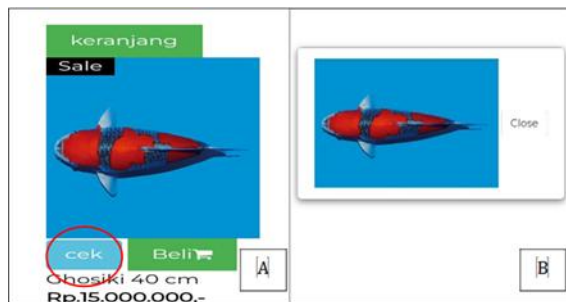 keranjang
Sale
cek
Beli
Ghosiki 40 cm
Rp.15.000.000,-
A
Close
B